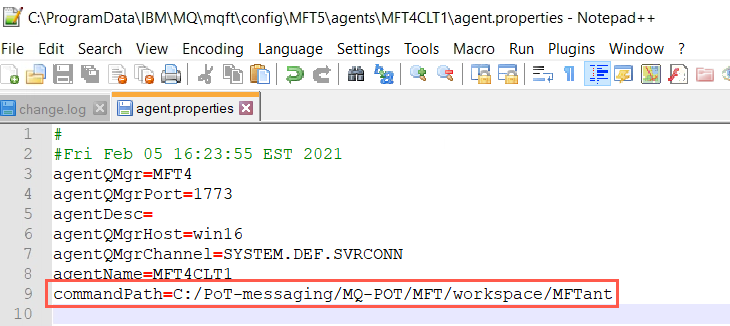 C:\ProgramData\IBM\MQ\mqft\config\MFT5\agents\MFT4CLT1\agent.properties - Notepad++
File Edit Search View Encoding Language Settings Tools Macro Run Plugins Window ?
change.log agent.properties
1 #
2 #Fri Feb 05 16:23:55 EST 2021
3 agentQMgr=MFT4
4 agentQMgrPort=1773
5 agentDesc=
6 agentQMgrHost=win16
7 agentQMgrChannel=SYSTEM.DEF.SVRCONN
8 agentName=MFT4CLT1
9 commandPath=C:/PoT-messaging/MQ-POT/MFT/workspace/MFTant
10